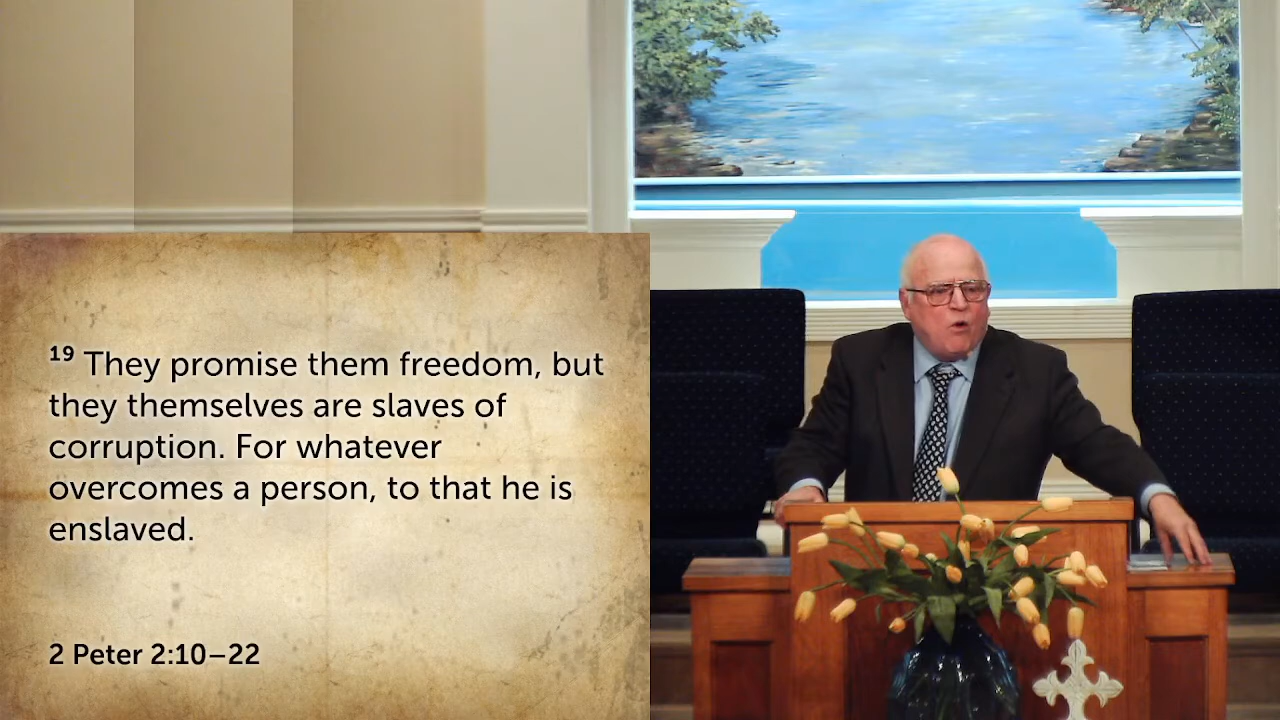 19 They promise them freedom, but
they themselves are slaves of
corruption. For whatever
overcomes a person, to that he is
enslaved.
2 Peter 2:10–22